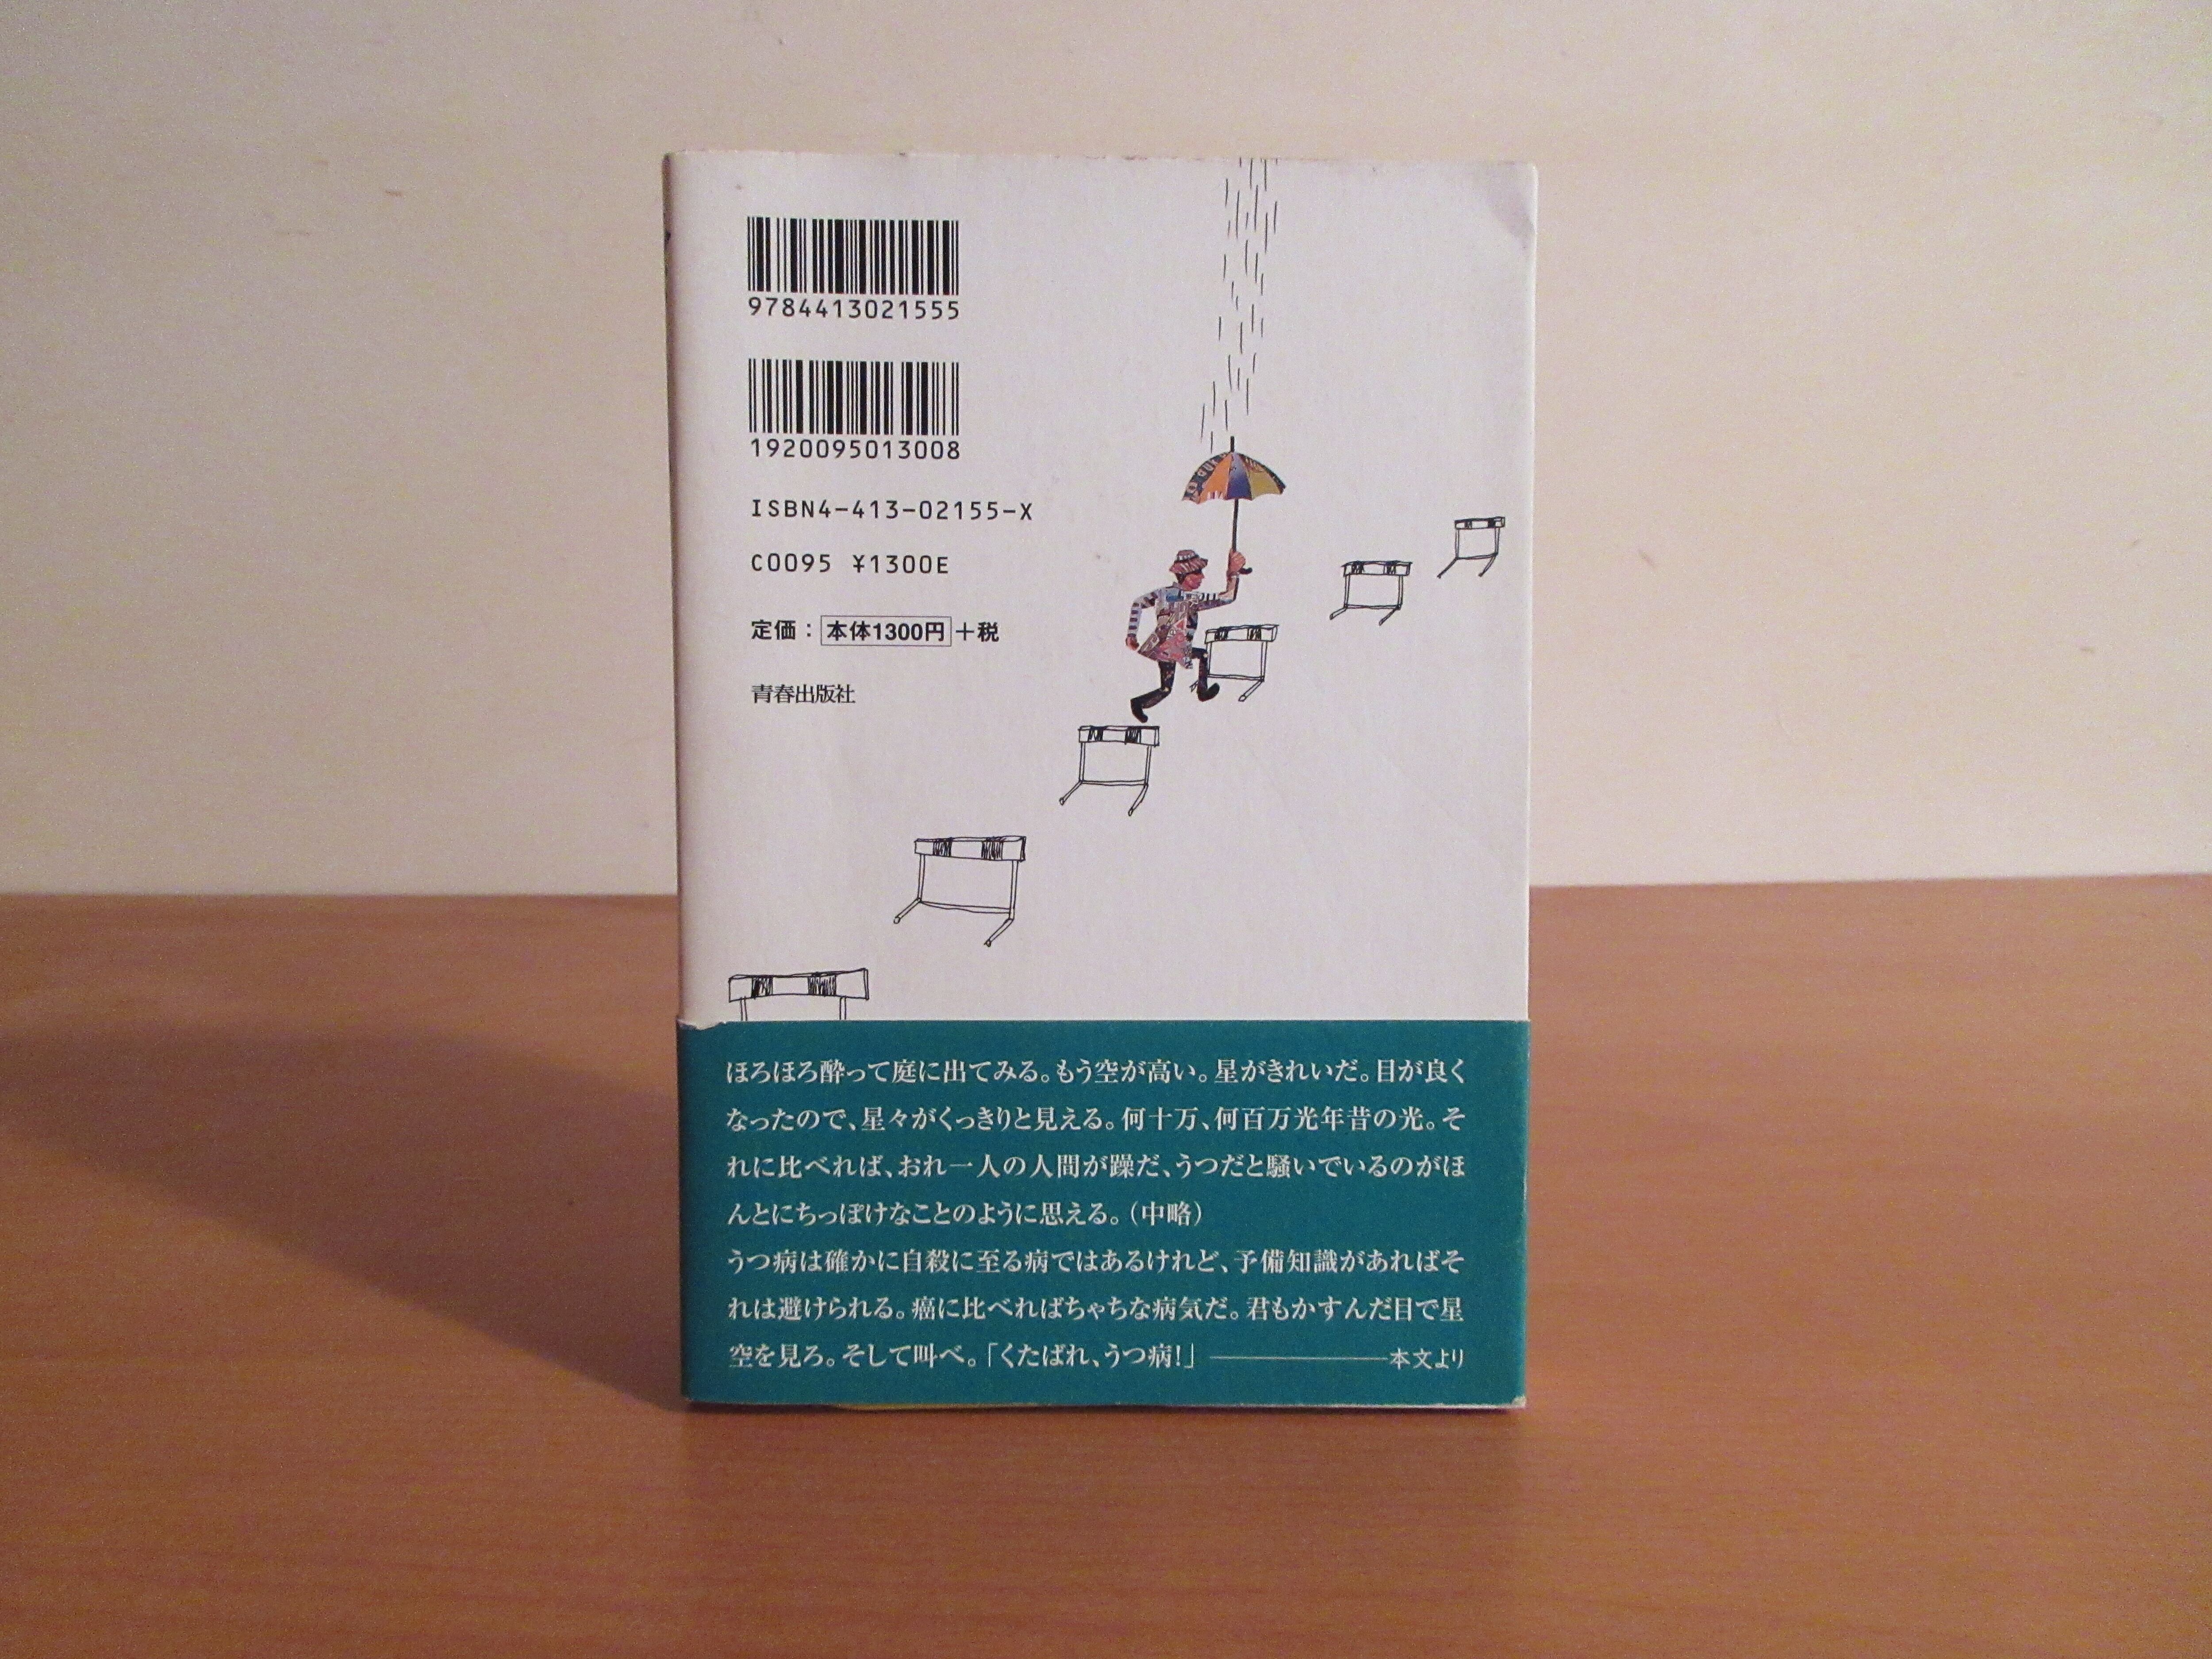 9784413021555
1920095013008
ISBN4-413-02155-X
C0095 ¥1300E
定価：本体1300円＋税
青春出版社
ほろほろ酔って庭に出てみる。もう空が高い。星がきれいだ。目が良く
なったので、星々がくっきりと見える。何十万、何百万光年昔の光。そ
れに比べれば、おれ一人の人間が躁だ、うつだと騒いでいるのがほ
んとにちっぽけなことのように思える。（中略）
うつ病は確かに自殺に至る病ではあるけれど、予備知識があればそ
れは避けられる。癌に比べればちゃちな病気だ。君もかすんだ目で星
空を見ろ。そして叫べ。「くたばれ、うつ病!」――――本文より